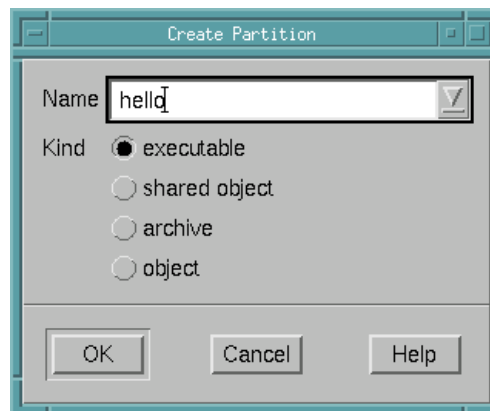 Create Partition
Name hello
Kind executable
shared object
archive
object
OK Cancel Help